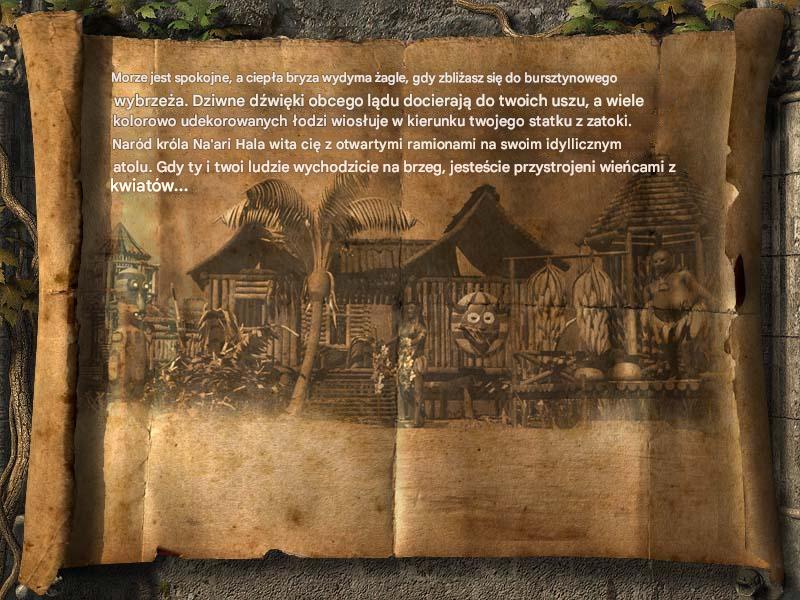 Morze jest spokojne, a ciepła bryza wydyma żagle, gdy zbliżasz się do bursztynowego
wybrzeża. Dziwne dźwięki obcego lądu docierają do twoich uszu, a wiele
kolorowo udekorowanych łodzi wiosłuje w kierunku twojego statku z zatoki.
Naród króla Na'ari Hala wita cię z otwartymi ramionami na swoim idyllicznym
atolu. Gdy ty i twoi ludzie wychodzicie na brzeg, jesteście przystrojeni wieńcami z
kwiatów...